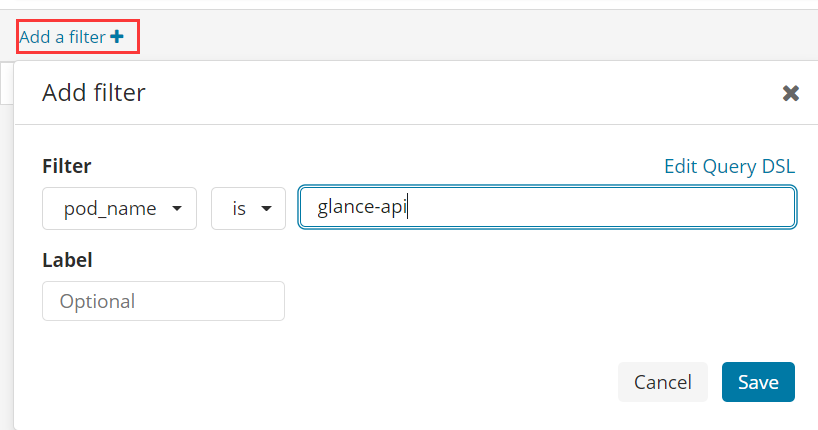 Add a filter +
Add filter ×
Filter Edit Query DSL
pod_name is glance-api
Label
Optional
Cancel Save